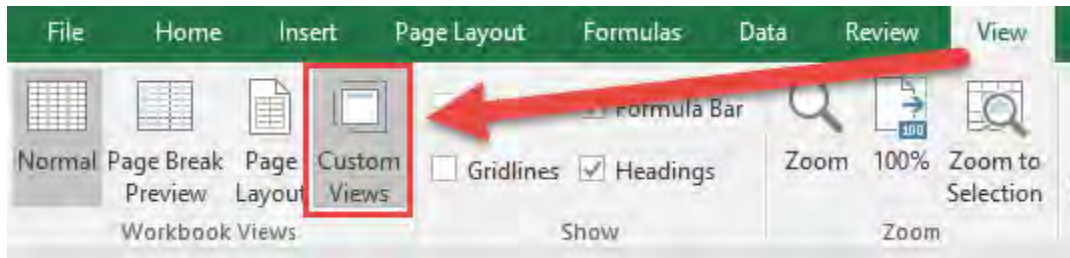 File Home Insert Page Layout Formulas Data Review View
Formula Bar
Normal Page Break Page Custom Gridlines Headings Zoom 100% Zoom to
Preview Layout Views Selection
100
Workbook Views Show Zoom